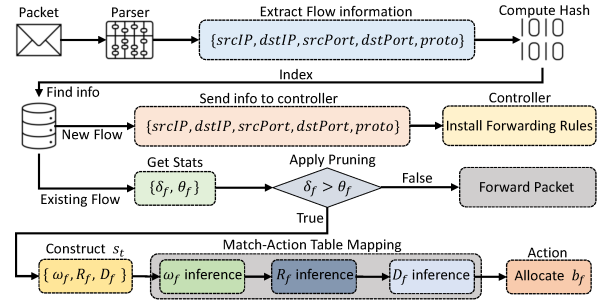 Packet
Parser
Extract Flow information
Compute Hash
{srcIP, dstIP, srcPort, dstPort, proto}
Index
Find info
Send info to controller
Controller
New Flow
{srcIP, dstIP, srcPort, dstPort, proto}
Install Forwarding Rules
Get Stats
Apply Pruning
Existing Flow
{δ_f, θ_f}
δ_f > θ_f
False
Forward Packet
True
Construct s_t
Match-Action Table Mapping
Action
{ ω_f, R_f, D_f }
ω_f inference
R_f inference
D_f inference
Allocate b_f